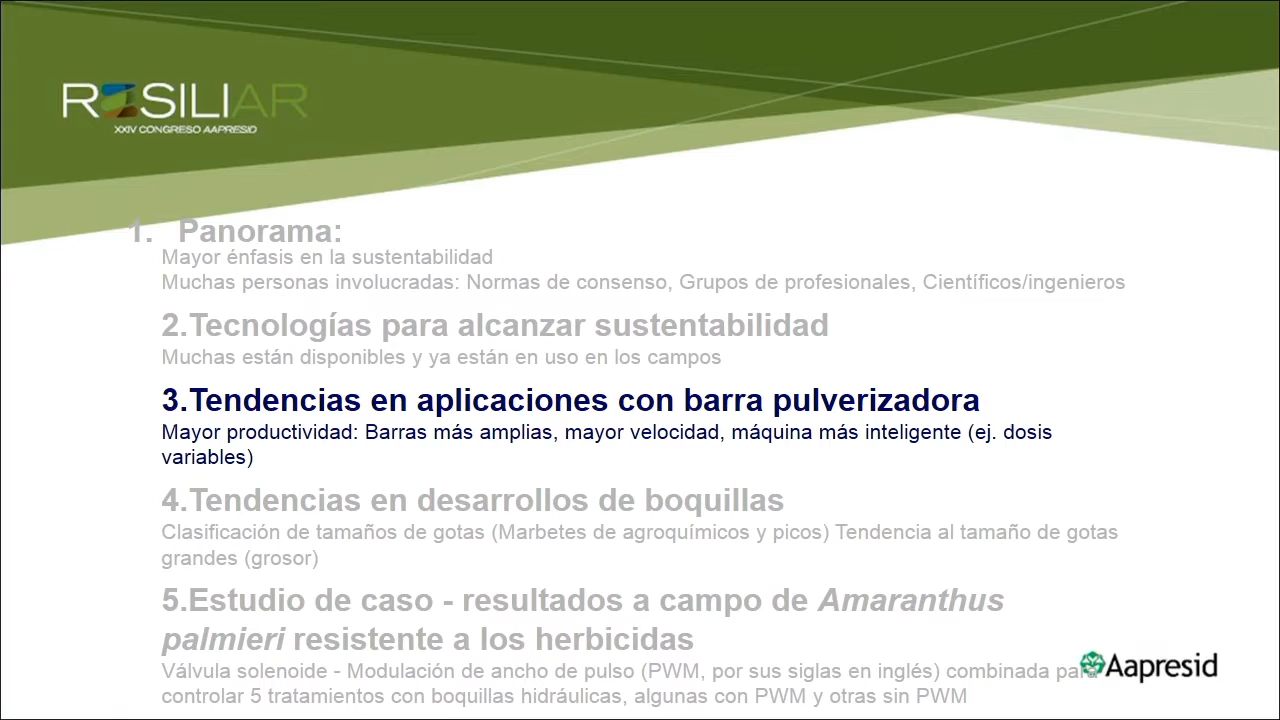 RESILIAR
XXIV CONGRESO AAPRESID
1. Panorama:
Mayor énfasis en la sustentabilidad
Muchas personas involucradas: Normas de consenso, Grupos de profesionales, Científicos/ingenieros
2.Tecnologías para alcanzar sustentabilidad
Muchas están disponibles y ya están en uso en los campos
3.Tendencias en aplicaciones con barra pulverizadora
Mayor productividad: Barras más amplias, mayor velocidad, máquina más inteligente (ej. dosis
variables)
4.Tendencias en desarrollos de boquillas
Clasificación de tamaños de gotas (Marbetes de agroquímicos y picos) Tendencia al tamaño de gotas
grandes (grosor)
5.Estudio de caso - resultados a campo de Amaranthus
palmieri resistente a los herbicidas
Válvula solenoide - Modulación de ancho de pulso (PWM, por sus siglas en inglés) combinada para
controlar 5 tratamientos con boquillas hidráulicas, algunas con PWM y otras sin PWM
Aapresid